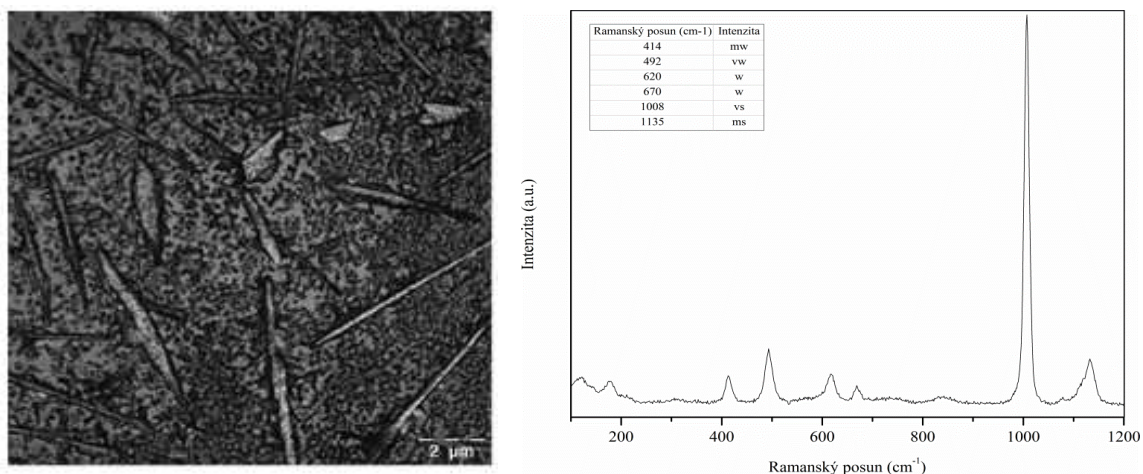 2 µm
Ramanský posun (cm-1) Intenzita
414 mw
492 vw
620 w
670 w
1008 vs
1135 ms
Intenzita (a.u.)
200 400 600 800 1000 1200
Ramanský posun (cm⁻¹)